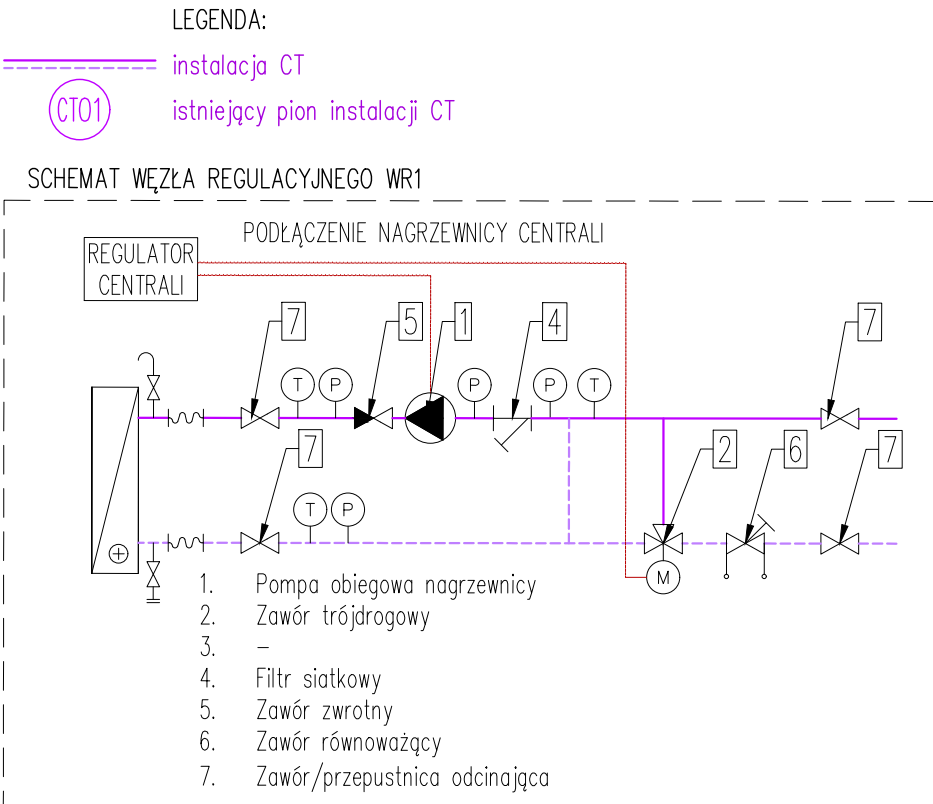 LEGENDA:
instalacja CT
CT01
istniejący pion instalacji CT
SCHEMAT WĘZŁA REGULACYJNEGO WR1
PODŁĄCZENIE NAGRZEWNICY CENTRALI
REGULATOR
CENTRALI
7 5 1 4 7
T P P P T
7 2 6 7
T P
M
1. Pompa obiegowa nagrzewnicy
2. Zawór trójdrogowy
3. –
4. Filtr siatkowy
5. Zawór zwrotny
6. Zawór równoważący
7. Zawór/przepustnica odcinająca